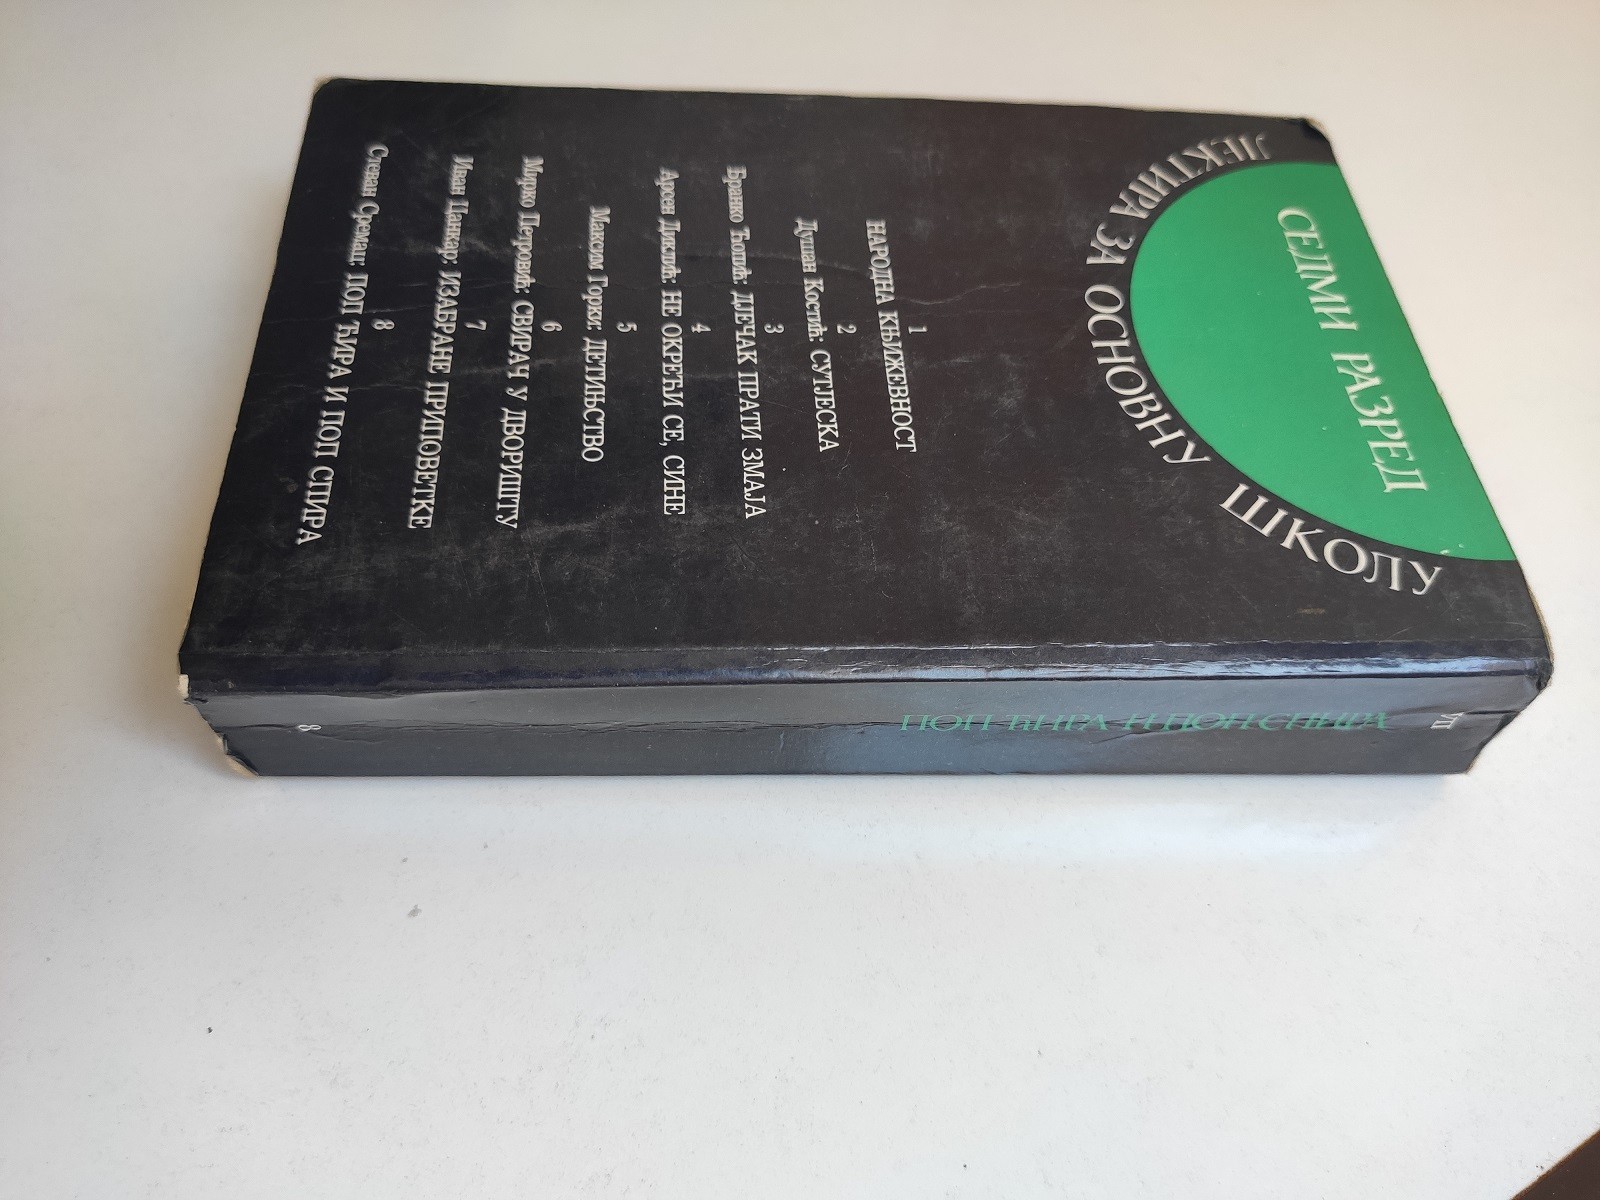 СЕДМИ РАЗРЕД
ЛЕКТИРА ЗА ОСНОВНУ ШКОЛУ
1
НАРОДНА КЊИЖЕВНОСТ
2
Душан Костић: СУТЈЕСКА
3
Бранко Ћопић: ДЈЕЧАК ПРАТИ ЗМАЈА
4
Арсен Диклић: НЕ ОКРЕЋИ СЕ, СИНЕ
5
Максим Горки: ДЕТИЊСТВО
6
Мирко Петровић: СВИРАЧ У ДВОРИШТУ
7
Иван Цанкар: ИЗАБРАНЕ ПРИПОВЕТКЕ
8
Стеван Сремац: ПОП ЋИРА И ПОП СПИРА
VII
ПОП ЋИРА И ПОП СПИРА
8